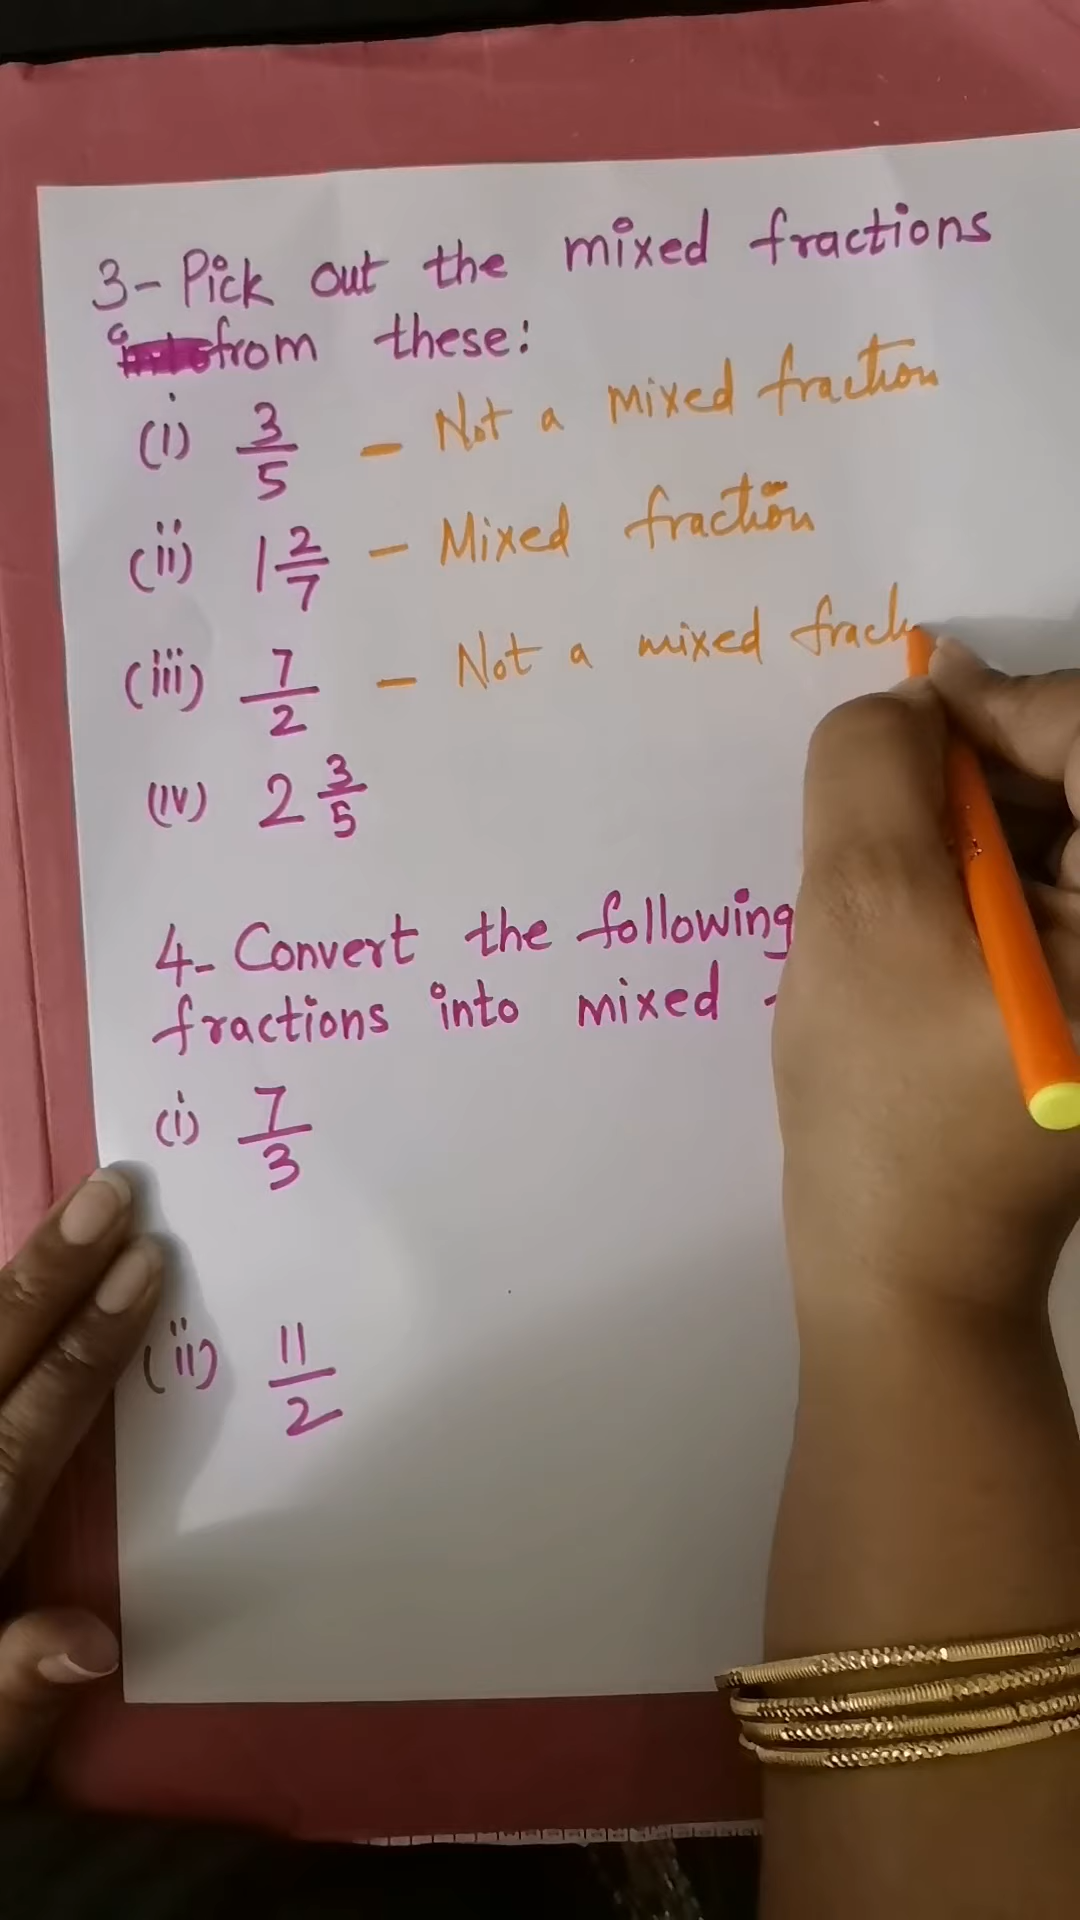 3- Pick out the mixed fractions
from these:
(i) 3/5 - Not a mixed fraction
(ii) 1 2/7 - Mixed fraction
(iii) 7/2 - Not a mixed
(iv) 2 3/5
4- Convert the following
fractions into mixed
(i) 7/3
(ii) 11/2